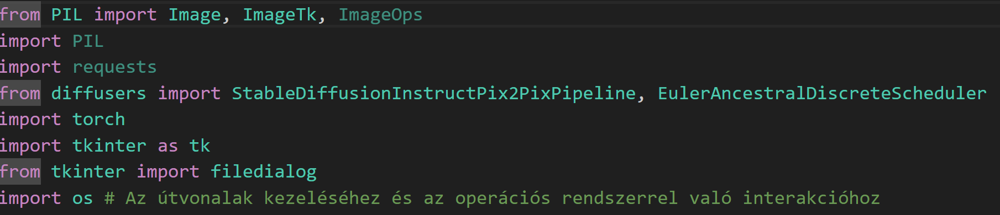 from PIL import Image, ImageTk, ImageOps
import PIL
import requests
from diffusers import StableDiffusionInstructPix2PixPipeline, EulerAncestralDiscreteScheduler
import torch
import tkinter as tk
from tkinter import filedialog
import os # Az útvonalak kezeléséhez és az operációs rendszerrel való interakcióhoz